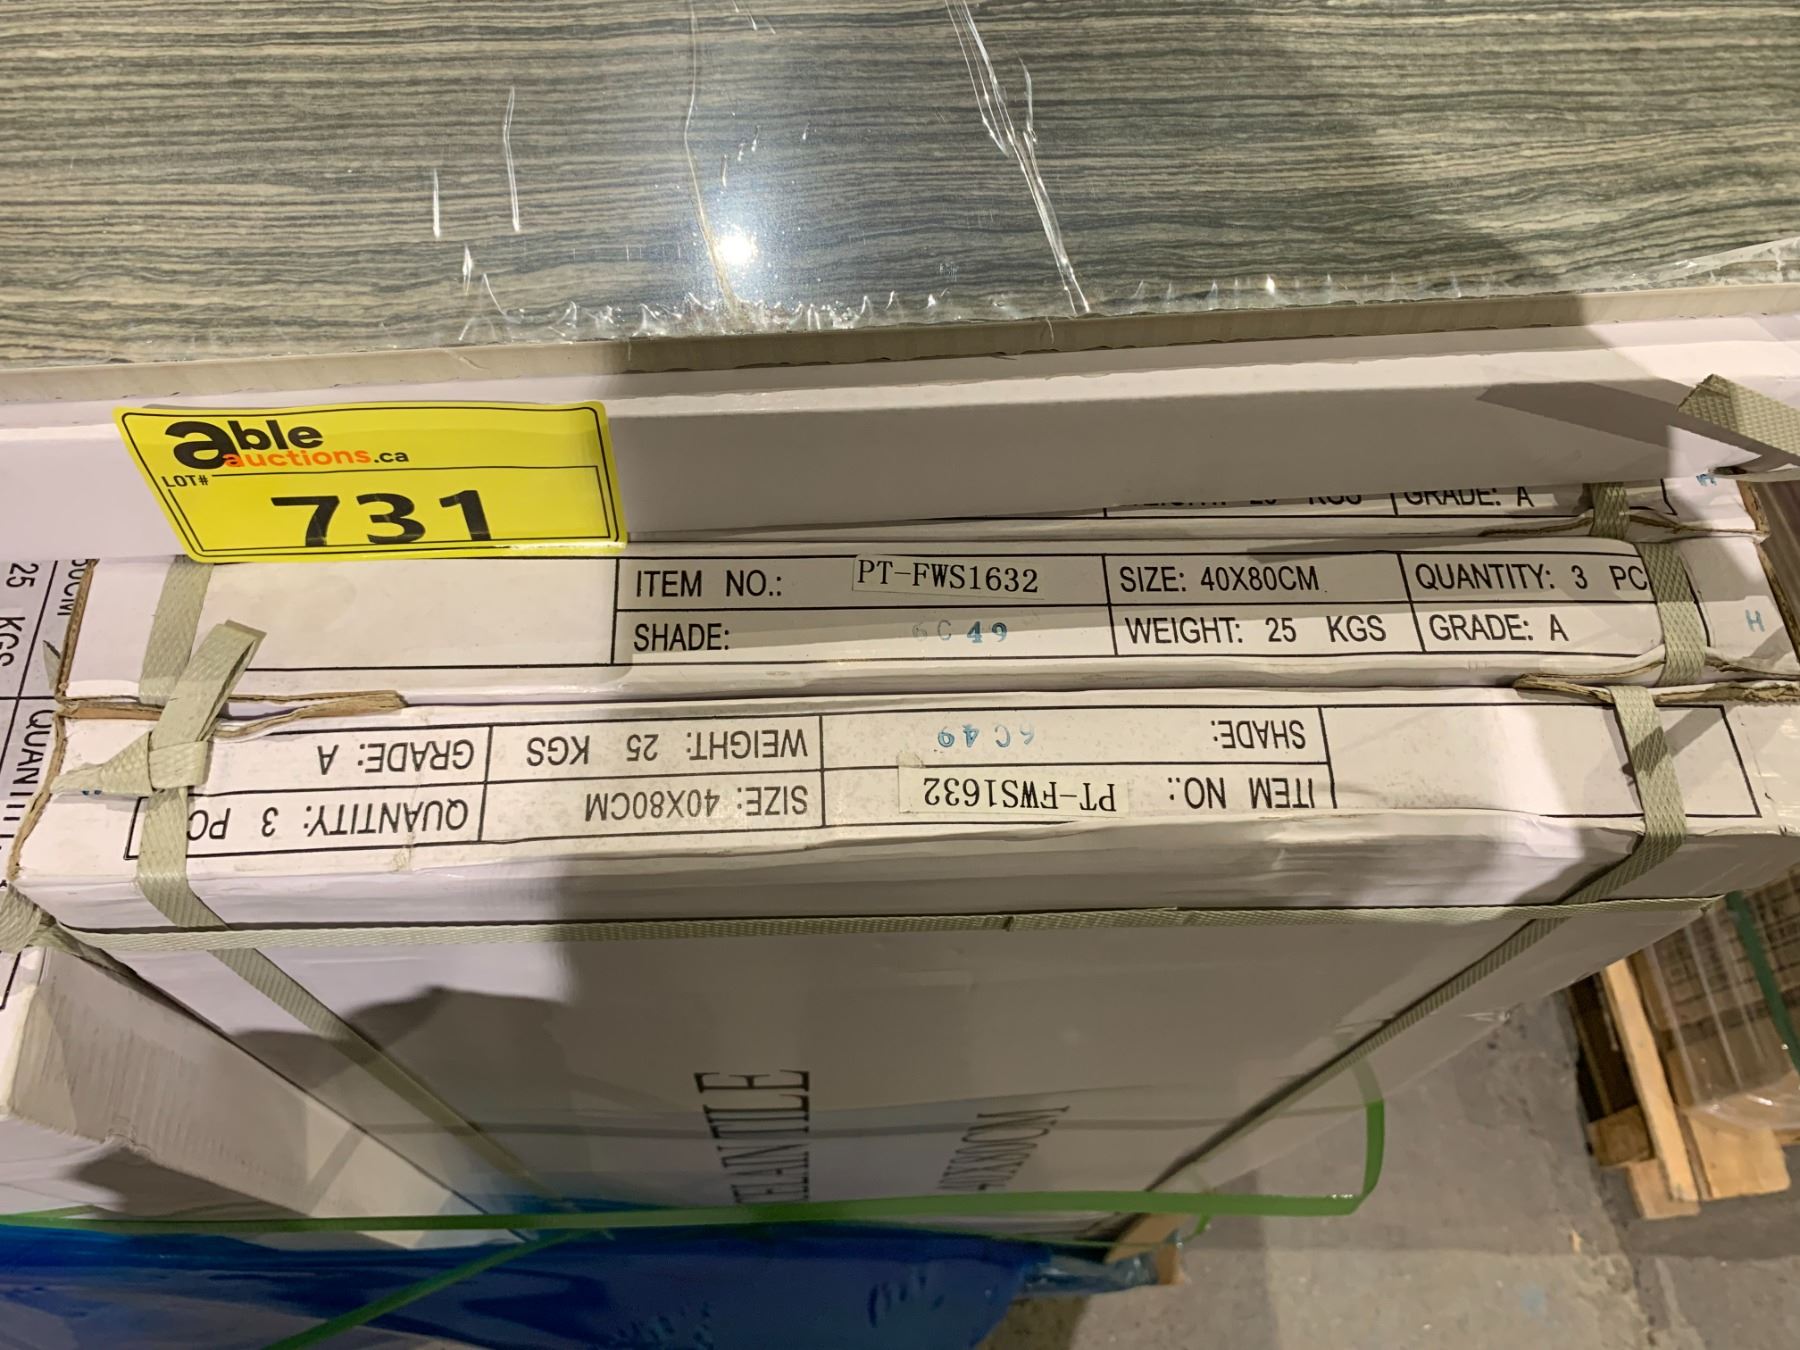 able
auctions.ca
LOT#
731
GRADE: A
ITEM NO.: PT-FWS1632 SIZE: 40X80CM QUANTITY: 3 PC
SHADE: 6C49 WEIGHT: 25 KGS GRADE: A
H
ITEM NO.: PT-FWS1632 SIZE: 40X80CM QUANTITY: 3 PC
SHADE: 6C49 WEIGHT: 25 KGS GRADE: A
25 KGS
TILE